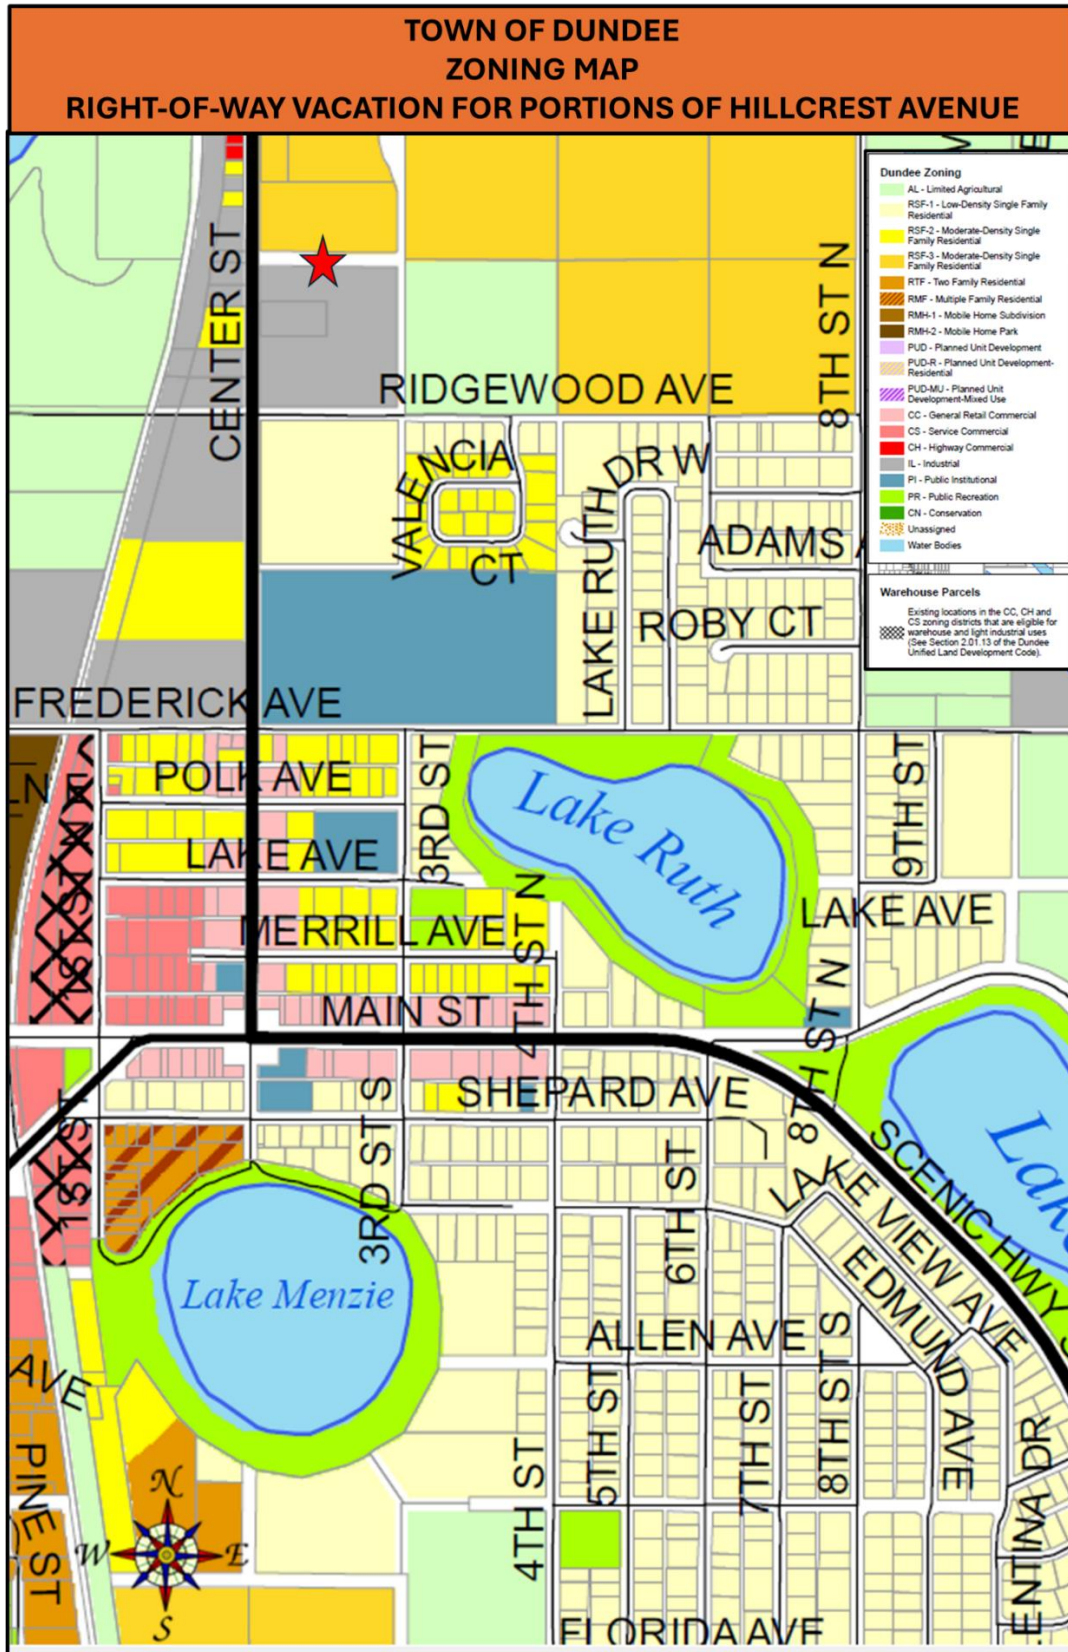 TOWN OF DUNDEE
ZONING MAP
RIGHT-OF-WAY VACATION FOR PORTIONS OF HILLCREST AVENUE
Dundee Zoning
AL - Limited Agricultural
RSF-1 - Low-Density Single Family
Residential
RSF-2 - Moderate-Density Single
Family Residential
RSF-3 - Moderate-Density Single
Family Residential
RTF - Two Family Residential
RMF - Multiple Family Residential
RMH-1 - Mobile Home Subdivision
RMH-2 - Mobile Home Park
PUD - Planned Unit Development
PUD-R - Planned Unit Development-
Residential
PUD-MU - Planned Unit
Development-Mixed Use
CC - General Retail Commercial
CS - Service Commercial
CH - Highway Commercial
IL - Industrial
PI - Public Institutional
PR - Public Recreation
CN - Conservation
Unassigned
Water Bodies
Warehouse Parcels
Existing locations in the CC, CH and
CS zoning districts that are eligible for
warehouse and light industrial uses
(See Section 2.01.13 of the Dundee
Unified Land Development Code).
CENTER ST
8TH ST N
RIDGEWOOD AVE
VALENCIA
CT
LAKE RUTH
DR W
ADAMS
ROBY CT
FREDERICK AVE
POLK AVE
3RD ST
Lake Ruth
9TH ST
LAKE AVE
1ST ST N
MERRILL AVE
4TH ST N
LAKE AVE
MAIN ST
8TH ST N
SHEPARD AVE
8TH ST
1ST ST
3RD ST S
6TH ST
LAKE VIEW AVE
SCENIC HWY S
Lake
Lake Menzie
EDMUND AVE
ALLEN AVE
AVE
5TH ST
7TH ST
8TH ST S
4TH ST
PINE ST
ENTINA DR
N
W
E
S
FLORIDA AVE